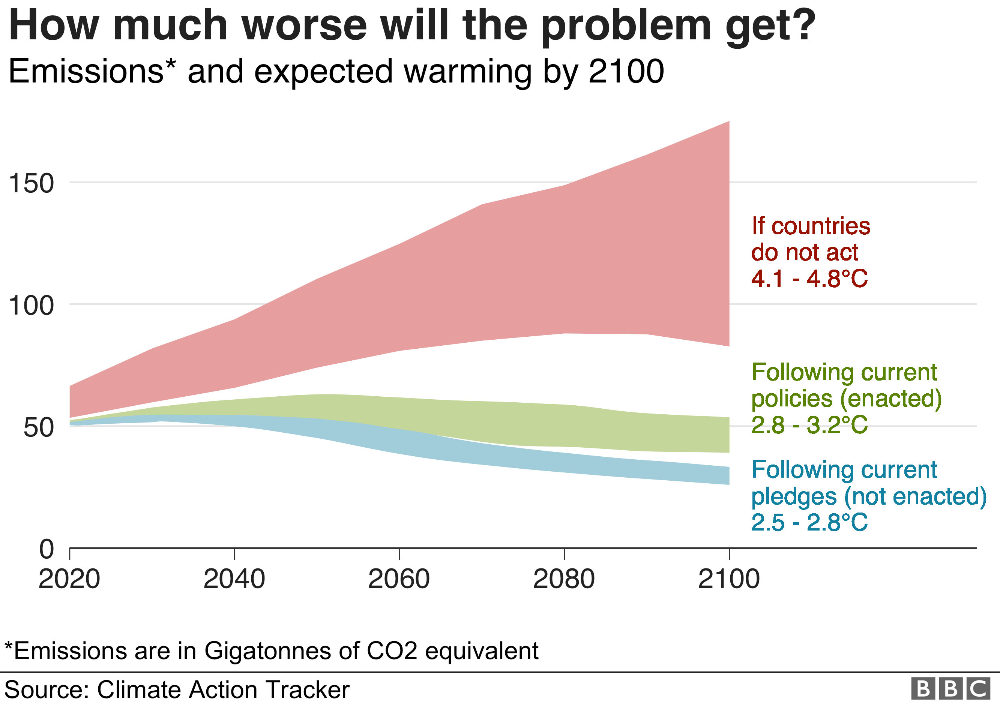 How much worse will the problem get?
Emissions* and expected warming by 2100
150
100
50
0
If countries
do not act
4.1 - 4.8°C
Following current
policies (enacted)
2.8 - 3.2°C
Following current
pledges (not enacted)
2.5 - 2.8°C
2020 2040 2060 2080 2100
*Emissions are in Gigatonnes of CO2 equivalent
Source: Climate Action Tracker
BBC